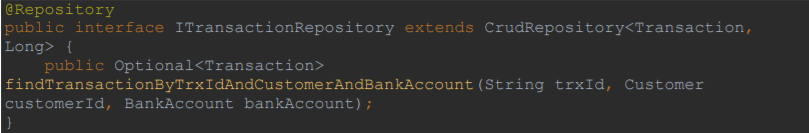 @Repository
public interface ITransactionRepository extends CrudRepository<Transaction,
Long> {
    public Optional<Transaction>
findTransactionByTrxIdAndCustomerAndBankAccount(String trxId, Customer
customerId, BankAccount bankAccount);
}